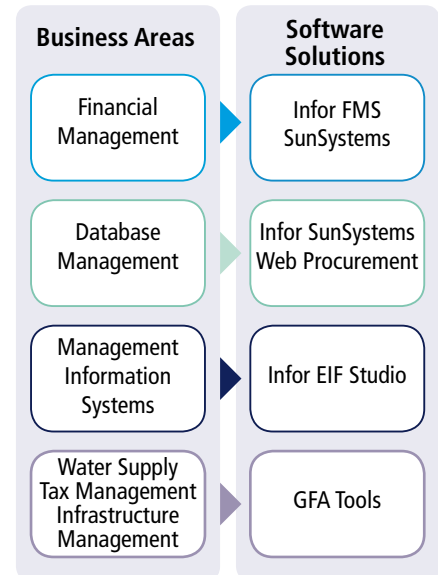 Business Areas
Software
Solutions
Financial
Management
Infor FMS
SunSystems
Database
Management
Infor SunSystems
Web Procurement
Management
Information
Systems
Infor EIF Studio
Water Supply
Tax Management
Infrastructure
Management
GFA Tools